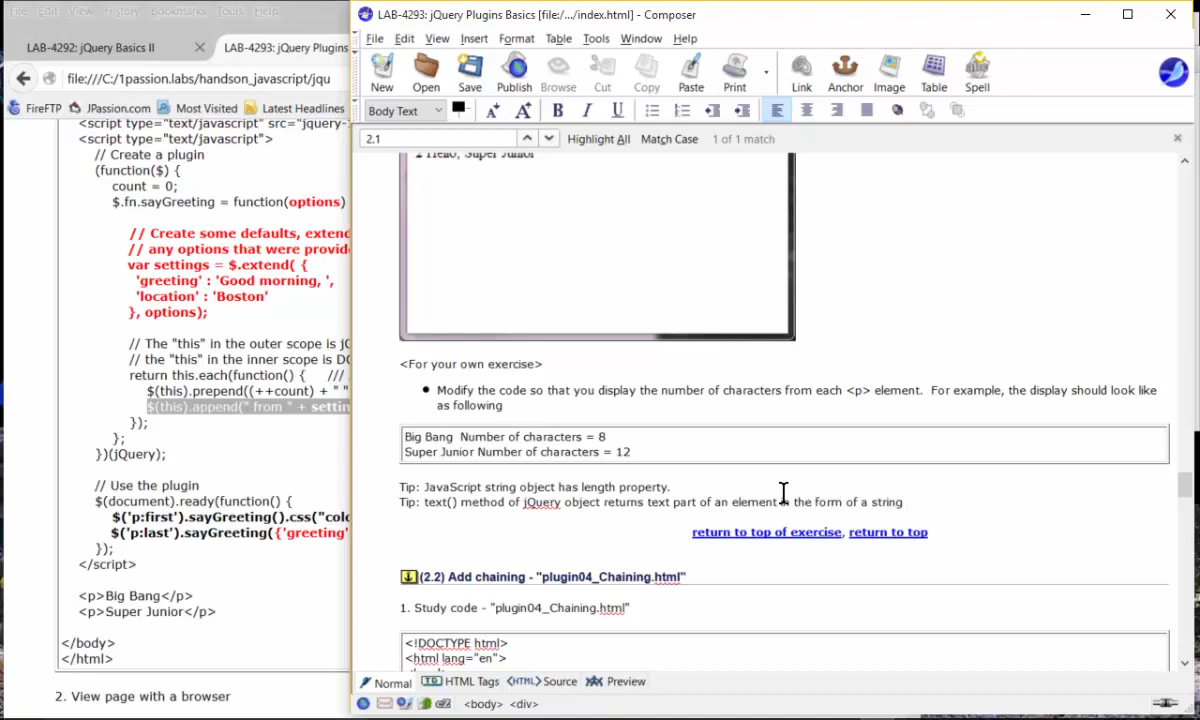 File Edit View History Bookmarks Tools Help
LAB-4292: jQuery Basics II
LAB-4293: jQuery Plugins
file:///C:/1passion.labs/handson_javascript/jqu
FireFTP JPassion.com Most Visited Latest Headlines
<script type="text/javascript" src="jquery-
<script type="text/javascript">
// Create a plugin
(function($) {
count = 0;
$.fn.sayGreeting = function(options)
// Create some defaults, extend
// any options that were provid
var settings = $.extend( {
'greeting' : 'Good morning, ',
'location' : 'Boston'
}, options);
// The "this" in the outer scope is jQ
// the "this" in the inner scope is DO
return this.each(function() { ///
$(this).prepend((++count) + " "
$(this).append(" from " + settin
});
};
})(jQuery);
// Use the plugin
$(document).ready(function() {
$('p:first').sayGreeting().css("colo
$('p:last').sayGreeting({'greeting'
});
</script>
<p>Big Bang</p>
<p>Super Junior</p>
</body>
</html>
2. View page with a browser
LAB-4293: jQuery Plugins Basics [file:/.../index.html] - Composer
File Edit View Insert Format Table Tools Window Help
New Open Save Publish Browse Cut Copy Paste Print Link Anchor Image Table Spell
Body Text A A B I U
2.1 Highlight All Match Case 1 of 1 match
2 Hello, Super Junior
<For your own exercise>
Modify the code so that you display the number of characters from each <p> element. For example, the display should look like
as following
Big Bang Number of characters = 8
Super Junior Number of characters = 12
Tip: JavaScript string object has length property.
Tip: text() method of jQuery object returns text part of an element in the form of a string
return to top of exercise, return to top
(2.2) Add chaining - "plugin04_Chaining.html"
1. Study code - "plugin04_Chaining.html"
<!DOCTYPE html>
<html lang="en">
Normal HTML Tags <HTML> Source Preview
<body> <div>